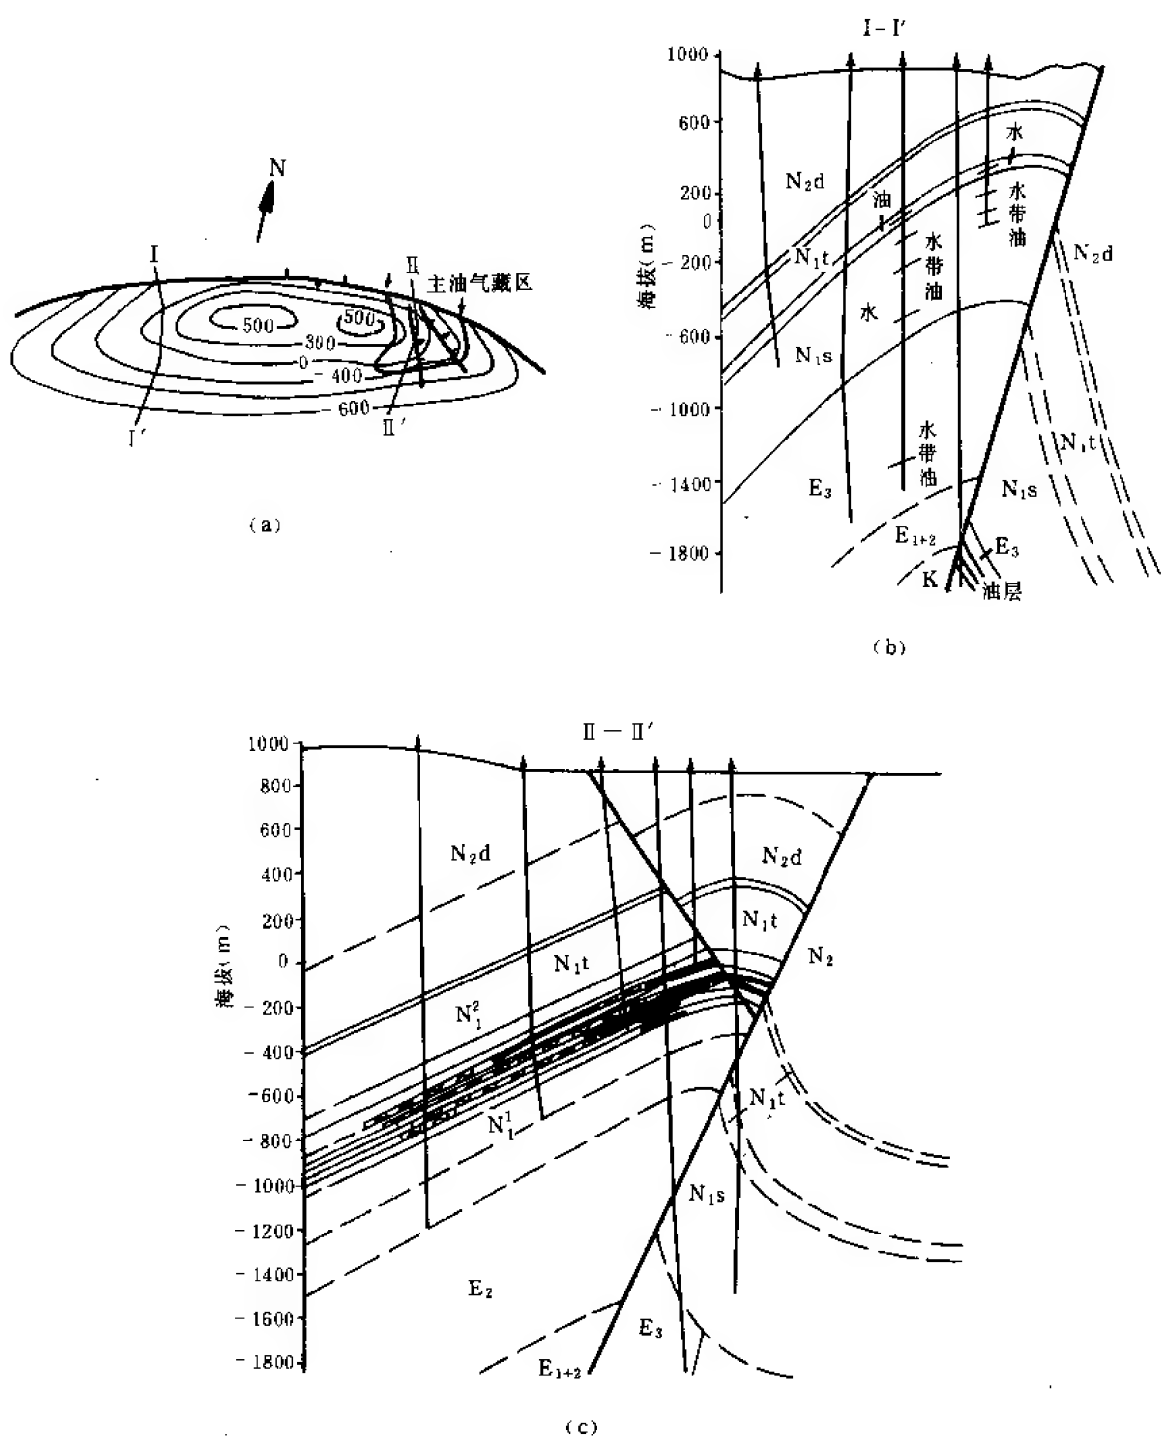 N
I
II
主油气藏区
500
500
300
0
-400
600
I′
II′
(a)
I-I′
1000
600
200
0
-200
-600
-1000
-1400
-1800
海拔(m)
水
N₂d
油
水带油
水带油
N₂d
N₁t
水
N₁s
水带油
N₁t
E₃
N₁s
E₁₊₂
E₃
K
油层
(b)
II-II′
1000
800
600
400
200
0
-200
-400
-600
-800
-1000
-1200
-1400
-1600
-1800
海拔(m)
N₂d
N₂d
N₁t
N₁t
N₂
N₁²
N₁¹
N₁t
N₁s
E₂
E₃
E₁₊₂
(c)